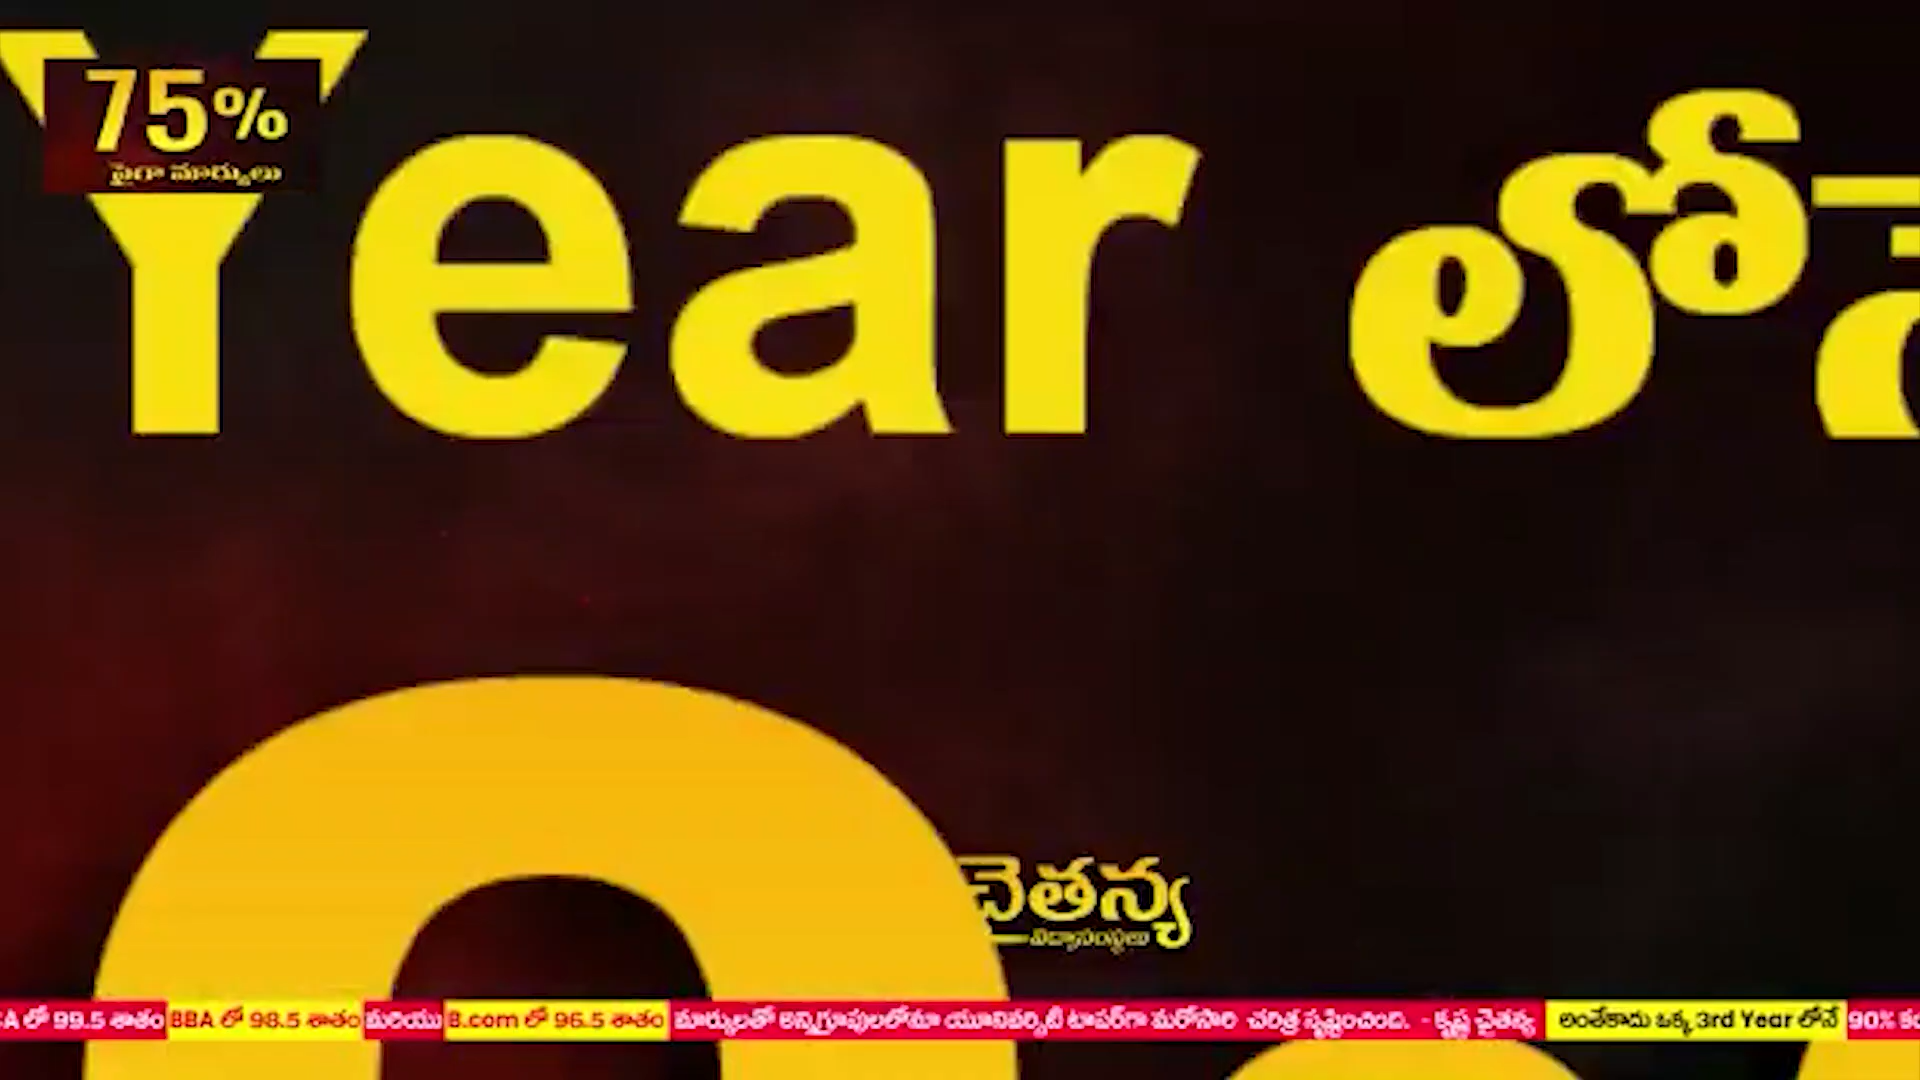 75%
పైగా మార్కులు
Year లోనే
చైతన్య
విద్యాసంస్థలు
లో 99.5 శాతం BBA లో 98.5 శాతం మరియు B.com లో 96.5 శాతం మార్కులతో అన్నిగ్రూపులలోనూ యూనివర్సిటీ టాపర్‌గా మరోసారి చరిత్ర సృష్టించింది. - కృష్ణ చైతన్య అంతేకాదు ఒక్క 3rd Year లోనే 90%